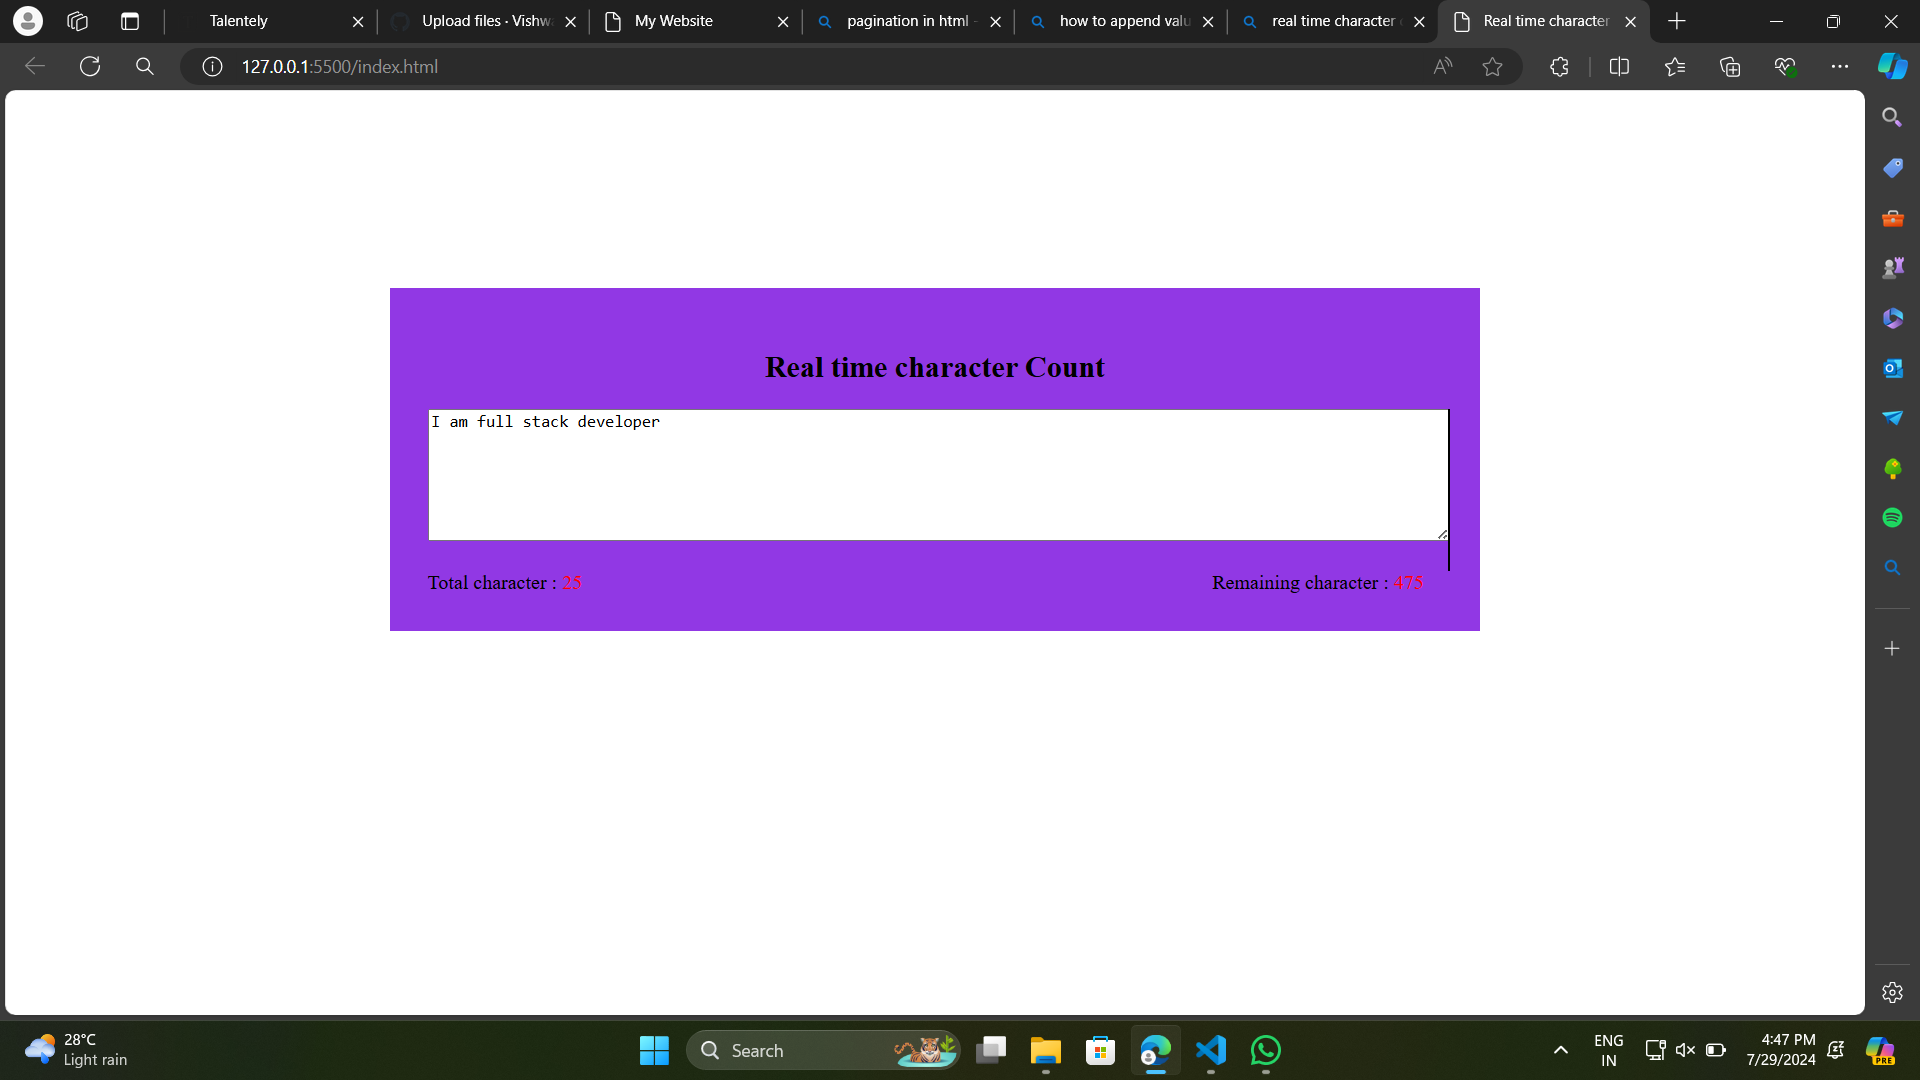 Talentely
Upload files · Vishw
My Website
pagination in html -
how to append valu
real time character c
Real time character
127.0.0.1:5500/index.html
Real time character Count
I am full stack developer
Total character : 25
Remaining character : 475
28°C
Light rain
Search
ENG
IN
4:47 PM
7/29/2024
PRE